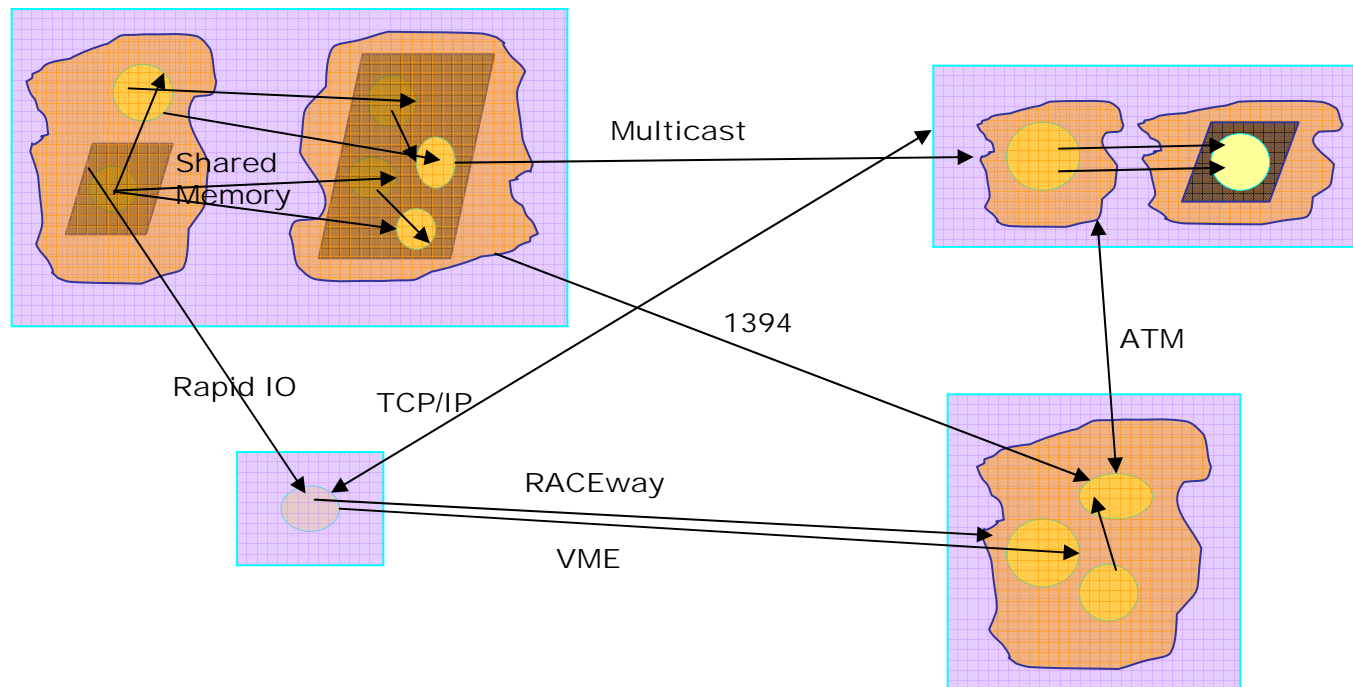 Multicast
Shared
Memory
1394
ATM
Rapid IO
TCP/IP
RACEway
VME